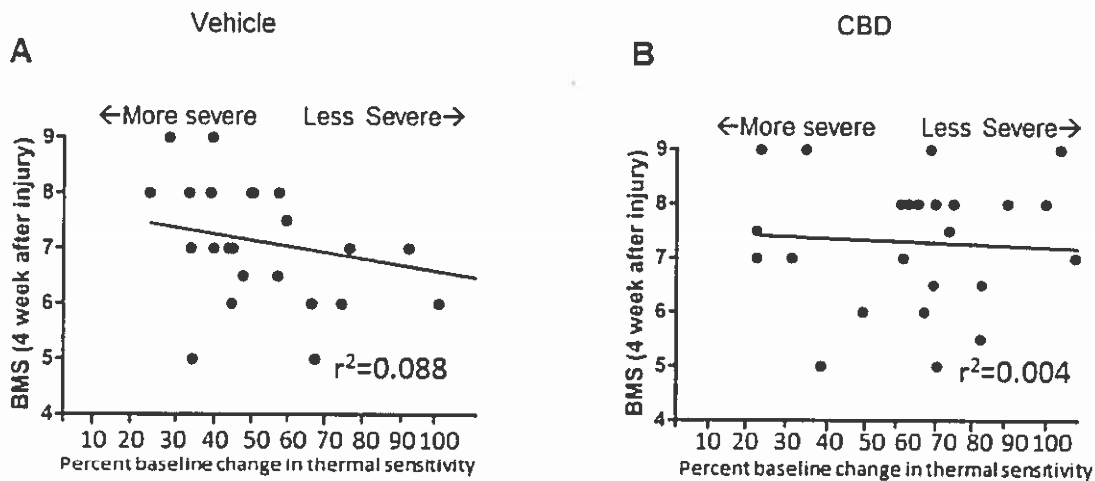 Vehicle
A
←More severe Less Severe→
BMS (4 week after injury)
9
8
7
6
5
4
r²=0.088
10 20 30 40 50 60 70 80 90 100
Percent baseline change in thermal sensitivity
CBD
B
←More severe Less Severe→
BMS (4 week after injury)
9
8
7
6
5
4
r²=0.004
10 20 30 40 60 70 80 90 100
Percent baseline change in thermal sensitivity